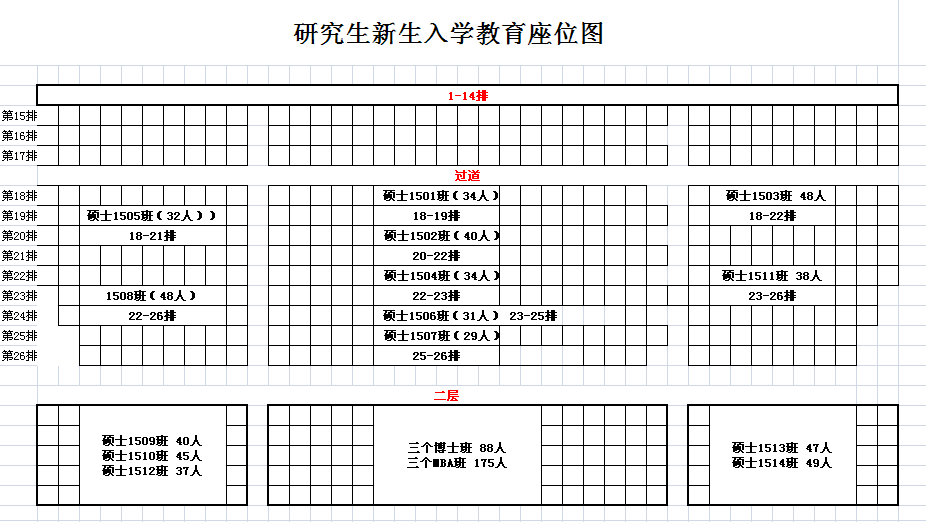 研究生新生入学教育座位图
1-14排
第15排
第16排
第17排
过道
第18排 硕士1501班（34人） 硕士1503班 48人
第19排 硕士1505班（32人）） 18-19排 18-22排
第20排 18-21排 硕士1502班（40人）
第21排 20-22排
第22排 硕士1504班（34人） 硕士1511班 38人
第23排 1508班（48人） 22-23排 23-26排
第24排 22-26排 硕士1506班（31人） 23-25排
第25排 硕士1507班（29人）
第26排 25-26排
二层
硕士1509班 40人
硕士1510班 45人
硕士1512班 37人
三个博士班 88人
三个MBA班 175人
硕士1513班 47人
硕士1514班 49人